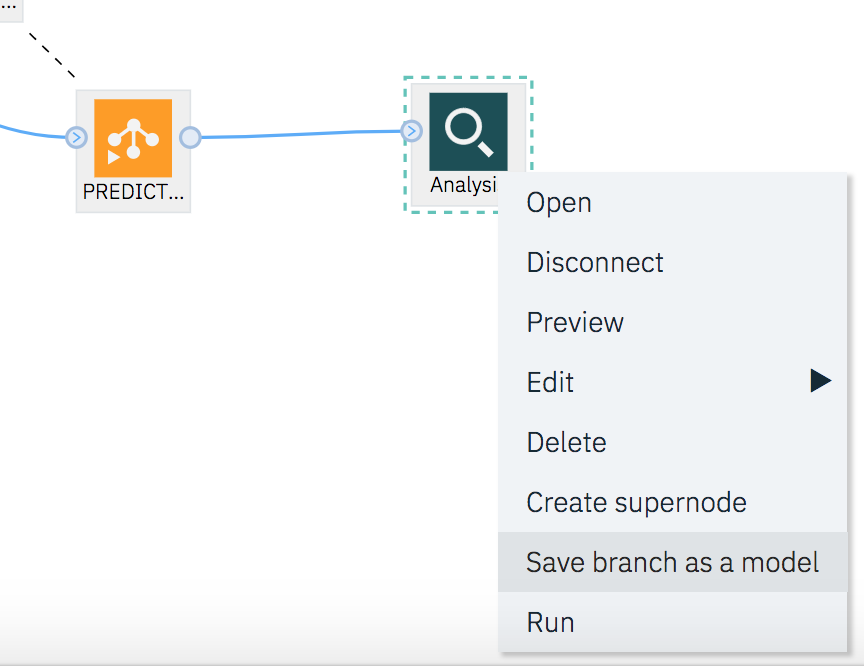 ...
PREDICT...
Analysi
Open
Disconnect
Preview
Edit
Delete
Create supernode
Save branch as a model
Run